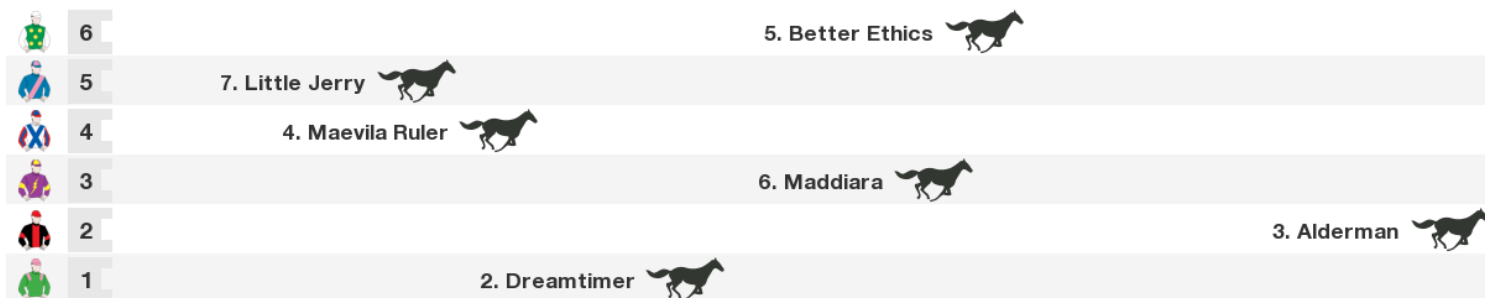 6 5. Better Ethics
5 7. Little Jerry
4 4. Maevila Ruler
3 6. Maddiara
2 3. Alderman
1 2. Dreamtimer